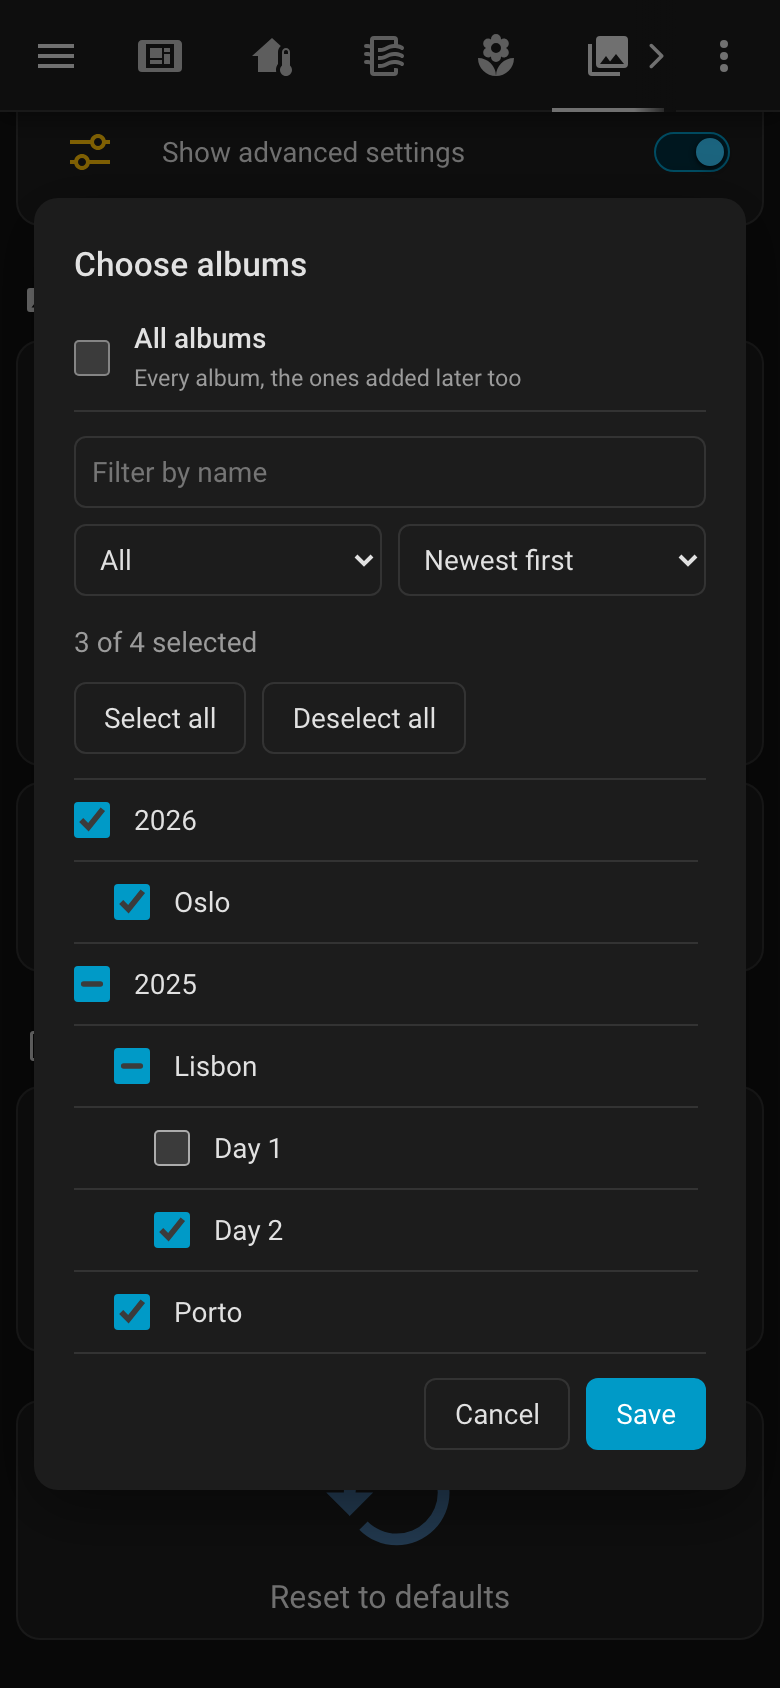 Show advanced settings
Choose albums
All albums
Every album, the ones added later too
Filter by name
All
Newest first
3 of 4 selected
Select all
Deselect all
2026
Oslo
2025
Lisbon
Day 1
Day 2
Porto
Cancel
Save
Reset to defaults